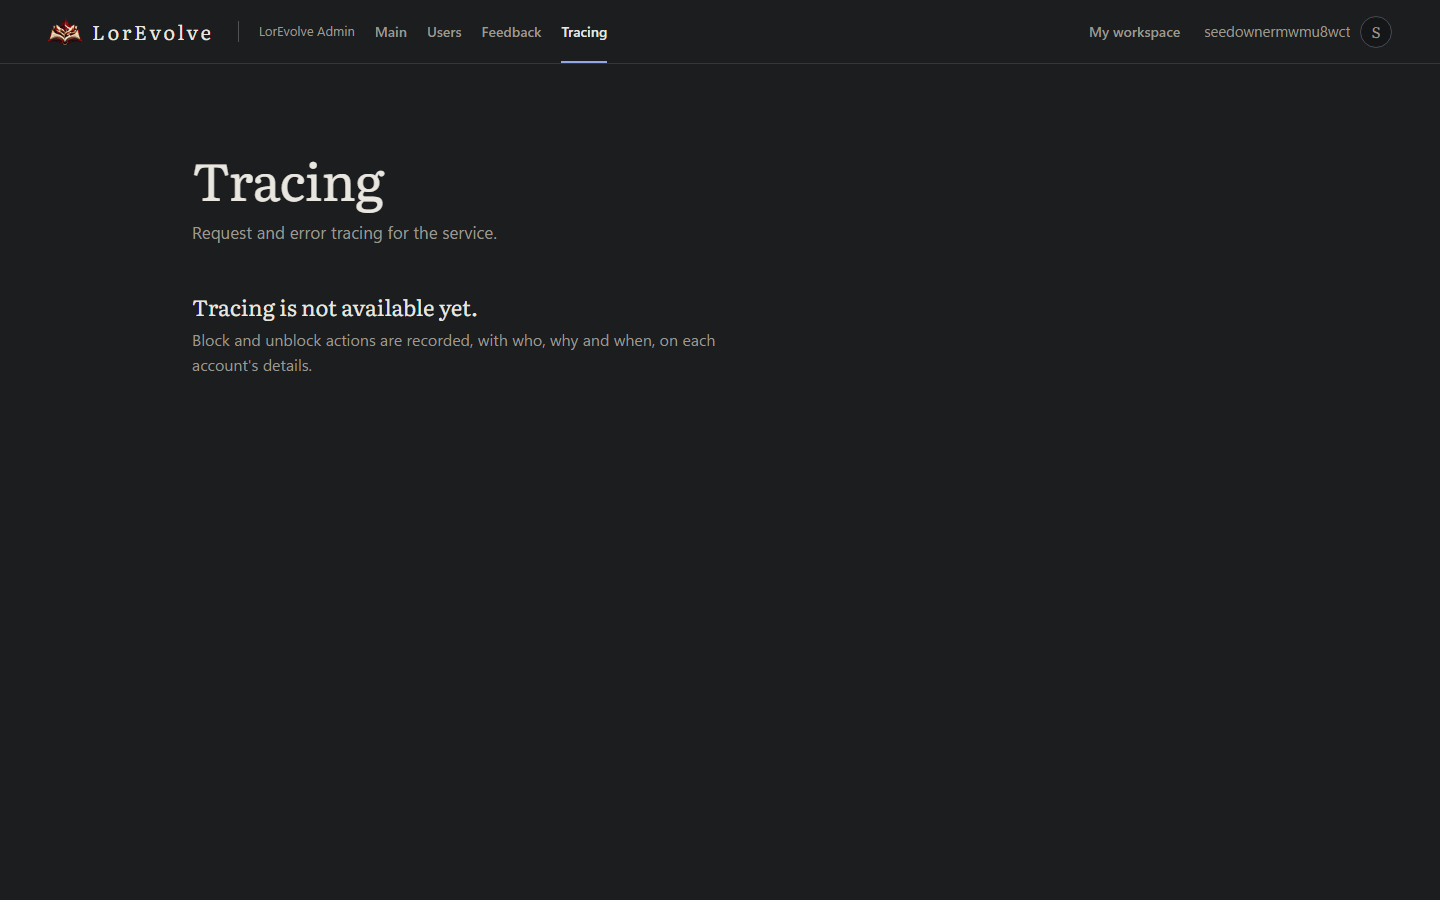 LorEvolve
LorEvolve Admin
Main
Users
Feedback
Tracing
My workspace
seedownermwmu8wct
S
Tracing
Request and error tracing for the service.
Tracing is not available yet.
Block and unblock actions are recorded, with who, why and when, on each
account's details.